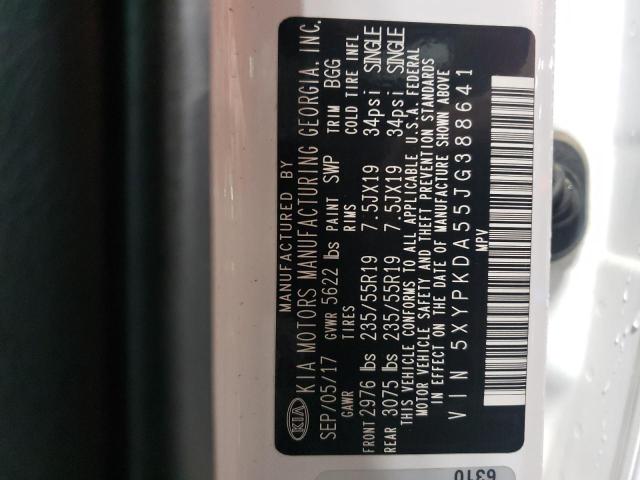 KIA
MANUFACTURED BY
KIA MOTORS MANUFACTURING GEORGIA, INC.
SEP/05/17 GVWR 5622 lbs PAINT SWP TRIM BGG
GAWR TIRES RIMS COLD TIRE INFL
FRONT 2976 lbs 235/55R19 7.5JX19 34psi SINGLE
REAR 3075 lbs 235/55R19 7.5JX19 34psi SINGLE
THIS VEHICLE CONFORMS TO ALL APPLICABLE U.S.A. FEDERAL
MOTOR VEHICLE SAFETY AND THEFT PREVENTION STANDARDS
IN EFFECT ON THE DATE OF MANUFACTURE SHOWN ABOVE
VIN 5XYPKDA55JG388641
MPV
6310